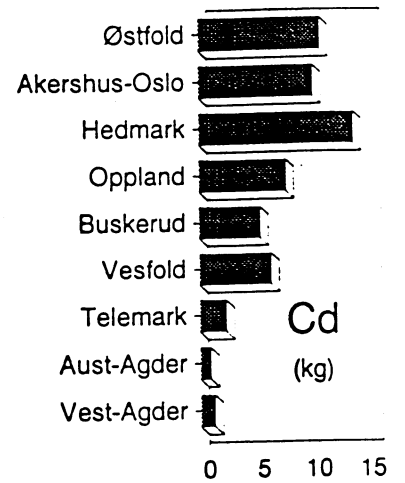 Østfold
Akershus-Oslo
Hedmark
Oppland
Buskerud
Vesfold
Telemark
Aust-Agder
Vest-Agder
Cd
(kg)
0 5 10 15